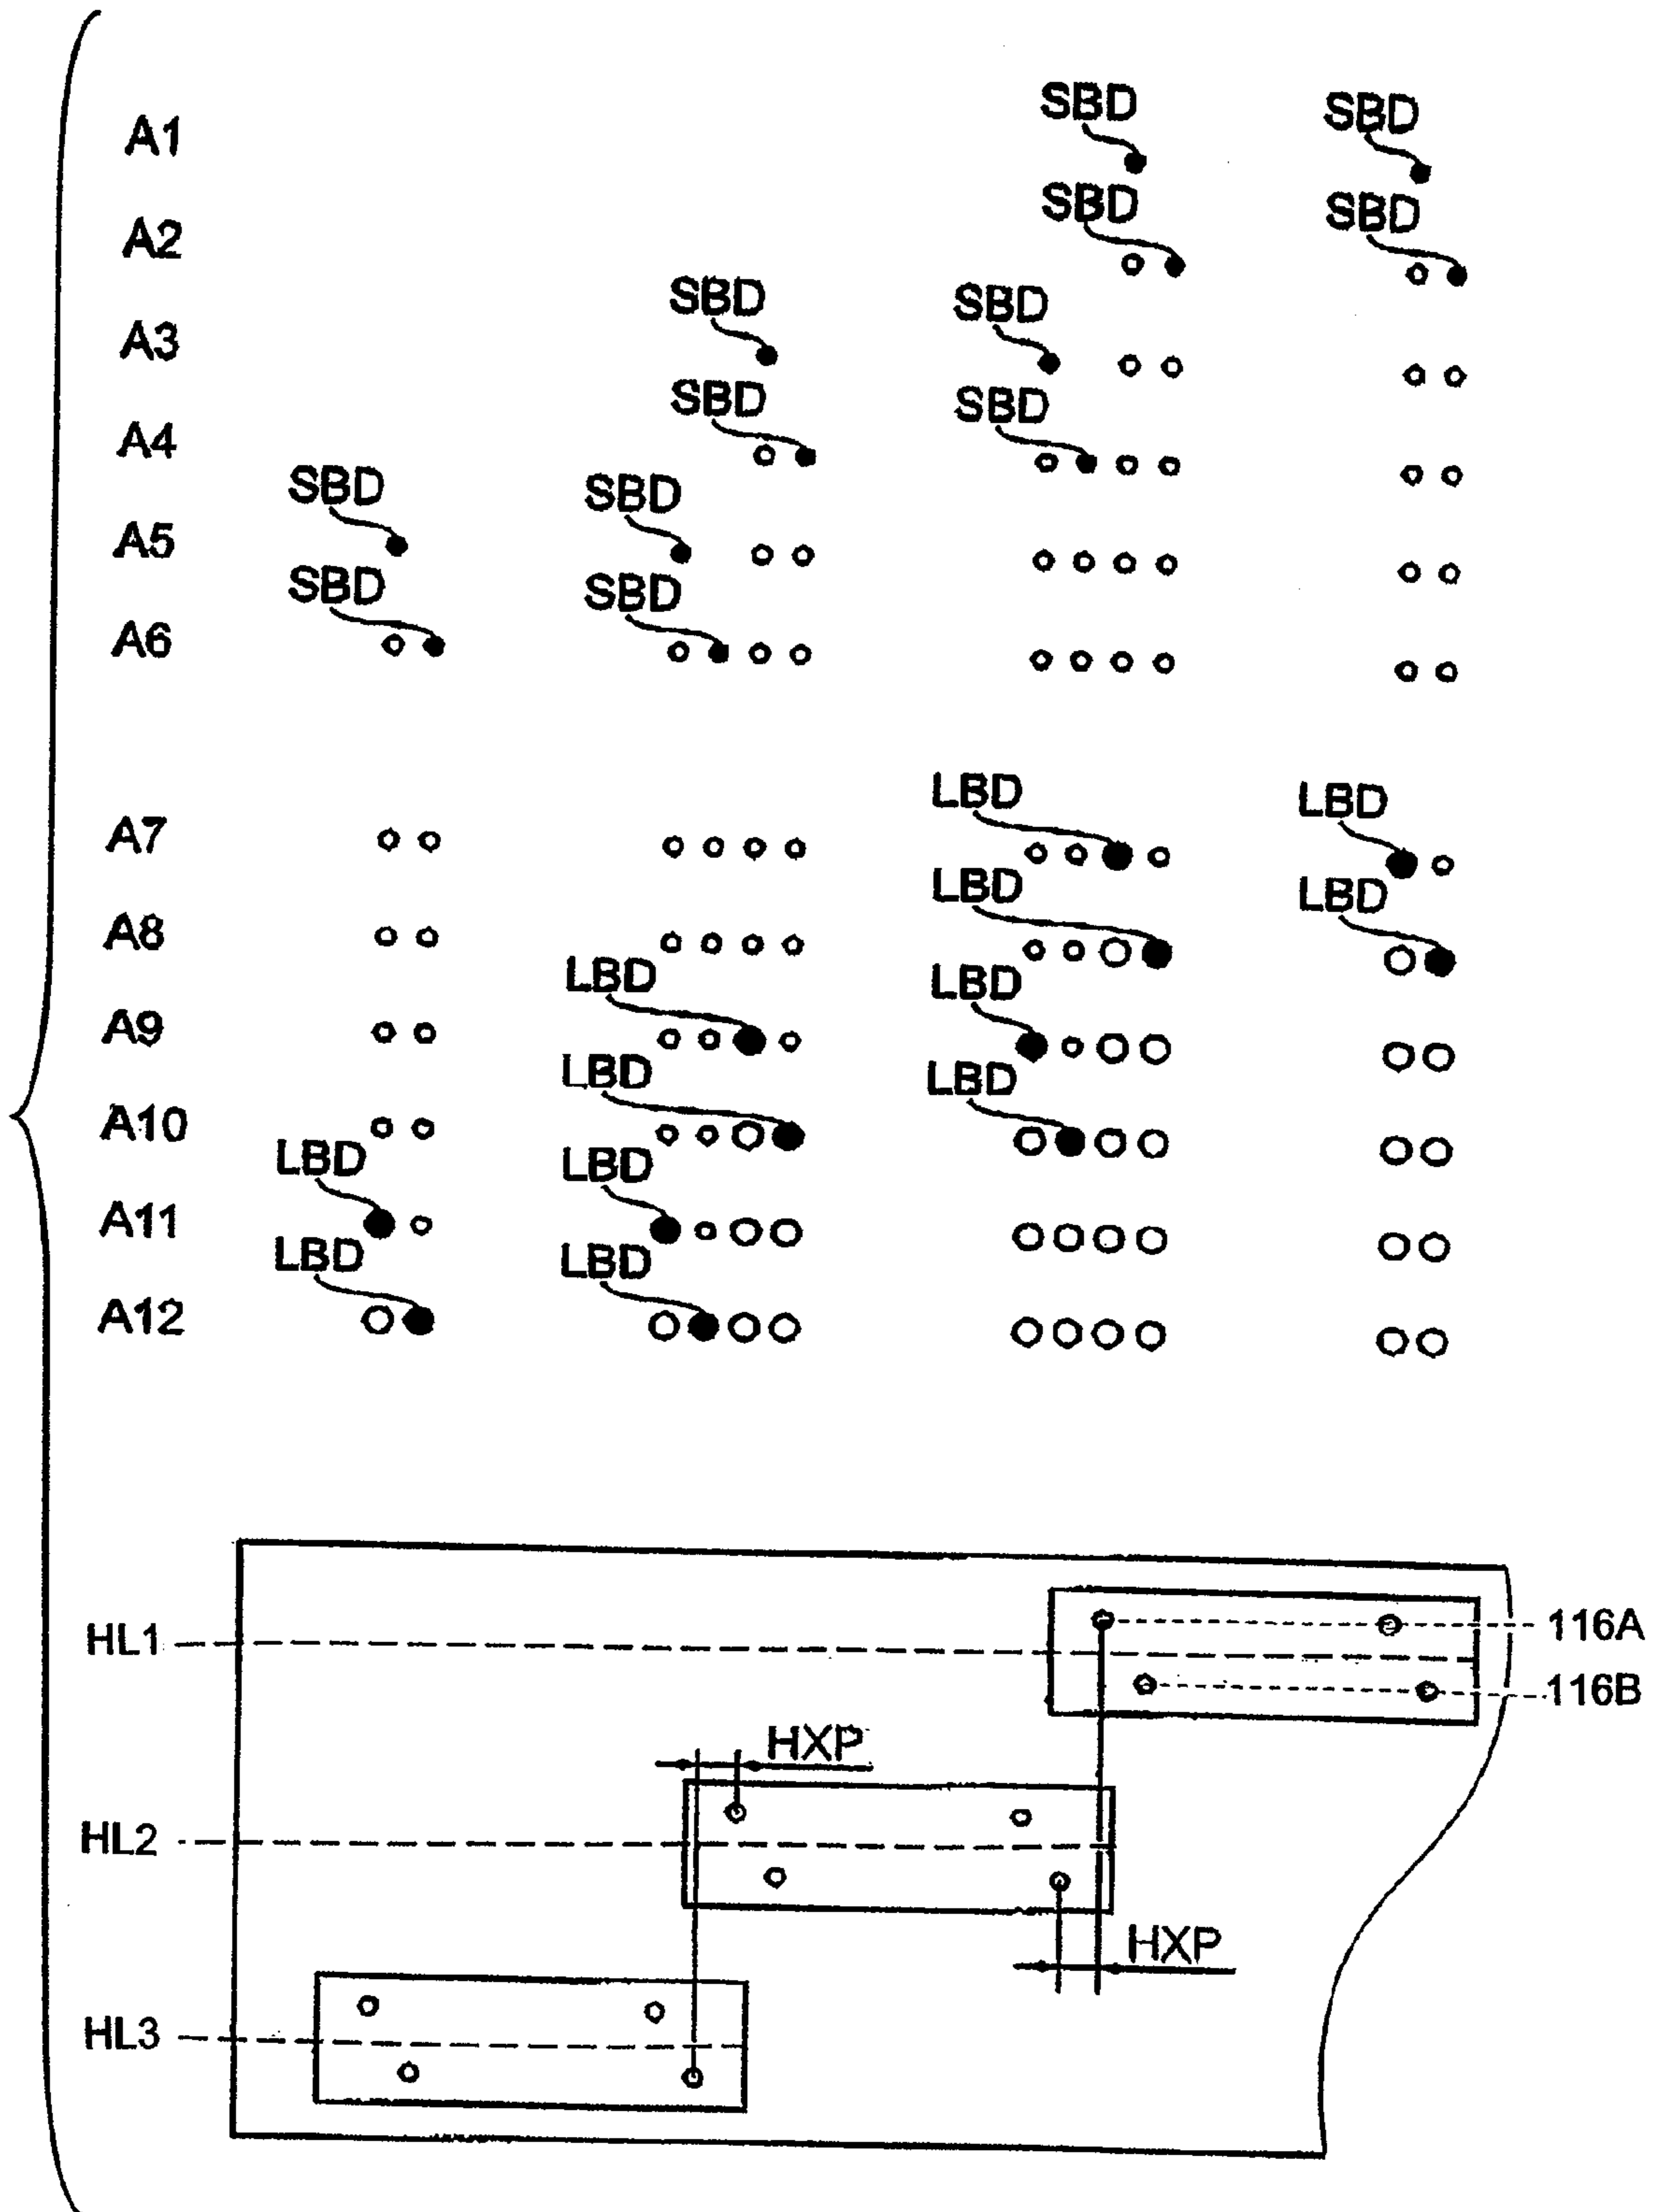 A1 SBD SBD
A2 SBD SBD
A3 SBD SBD
A4 SBD SBD
A5 SBD SBD
A6 SBD SBD
A7 LBD LBD
A8 LBD LBD
A9 LBD LBD
A10 LBD LBD
A11 LBD LBD
A12 LBD LBD
HL1 116A
116B
HXP
HL2
HXP
HL3